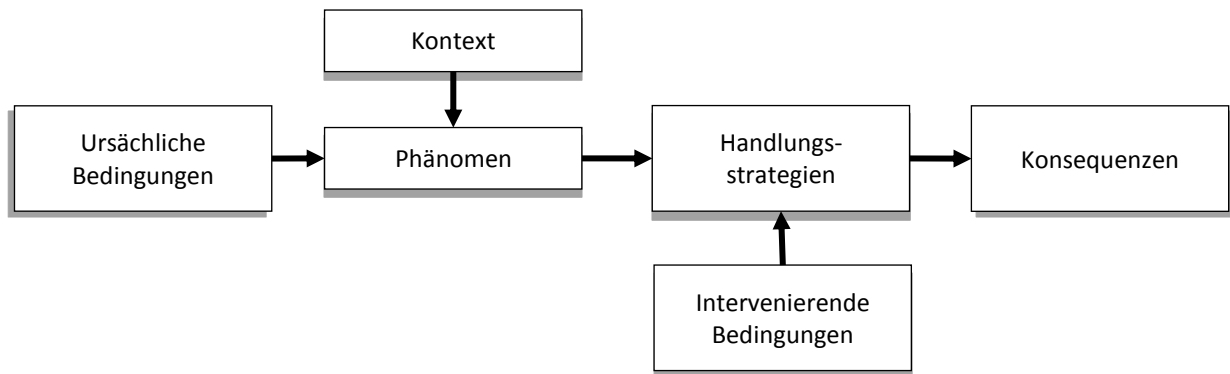 Kontext
Ursächliche
Bedingungen
Phänomen
Handlungs-
strategien
Konsequenzen
Intervenierende
Bedingungen